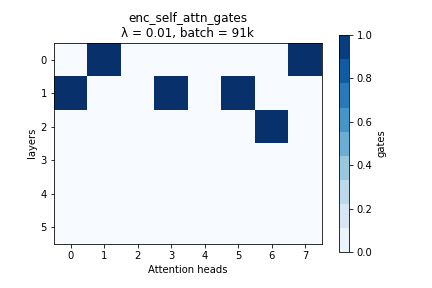 enc_self_attn_gates
λ = 0.01, batch = 91k
layers
0
1
2
3
4
5
0 1 2 3 4 5 6 7
Attention heads
1.0
0.8
0.6
0.4
0.2
0.0
gates